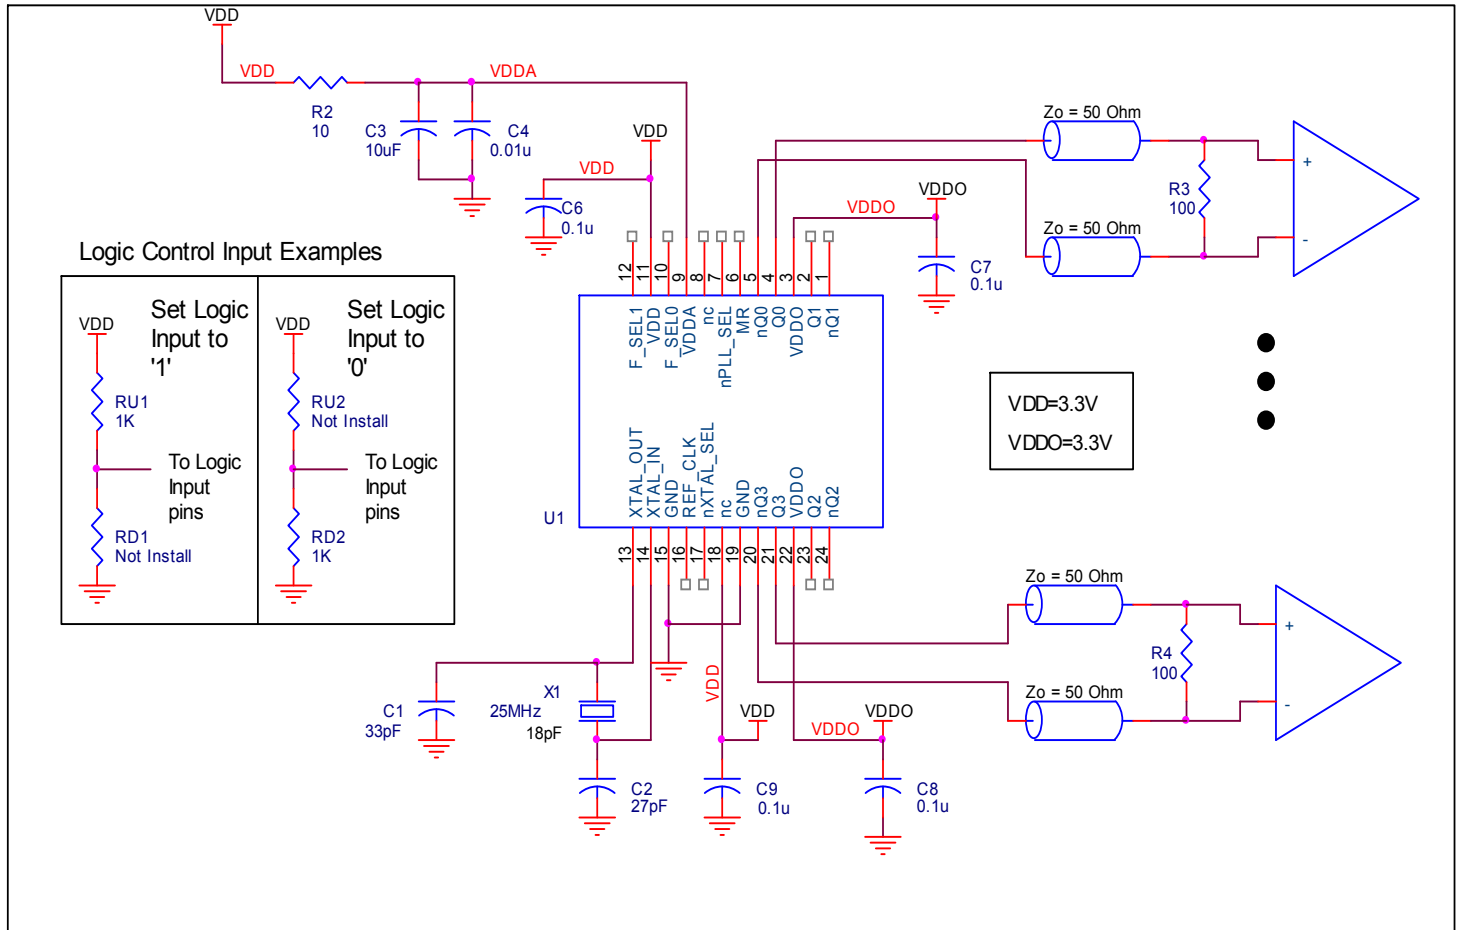 VDD
VDD
VDDA
R2
10
C3
10uF
C4
0.01u
VDD
VDD
C6
0.1u
Zo = 50 Ohm
Zo = 50 Ohm
R3
100
+
-
VDDO
VDDO
C7
0.1u
Logic Control Input Examples
VDD
Set Logic
Input to
'1'
RU1
1K
To Logic
Input
pins
RD1
Not Install
VDD
Set Logic
Input to
'0'
RU2
Not Install
To Logic
Input
pins
RD2
1K
12
11
10
9
8
7
6
5
4
3
2
1
F_SEL1
VDD
F_SEL0
VDDA
nc
nPLL_SEL
MR
nQ0
Q0
VDDO
Q1
nQ1
VDD=3.3V
VDDO=3.3V
XTAL_OUT
XTAL_IN
GND
REF_CLK
nXTAL_SEL
nc
GND
nQ3
Q3
VDDO
Q2
nQ2
U1
13
14
15
16
17
18
19
20
21
22
23
24
Zo = 50 Ohm
Zo = 50 Ohm
R4
100
+
-
C1
33pF
X1
25MHz
18pF
C2
27pF
VDD
VDD
C9
0.1u
VDDO
VDDO
C8
0.1u